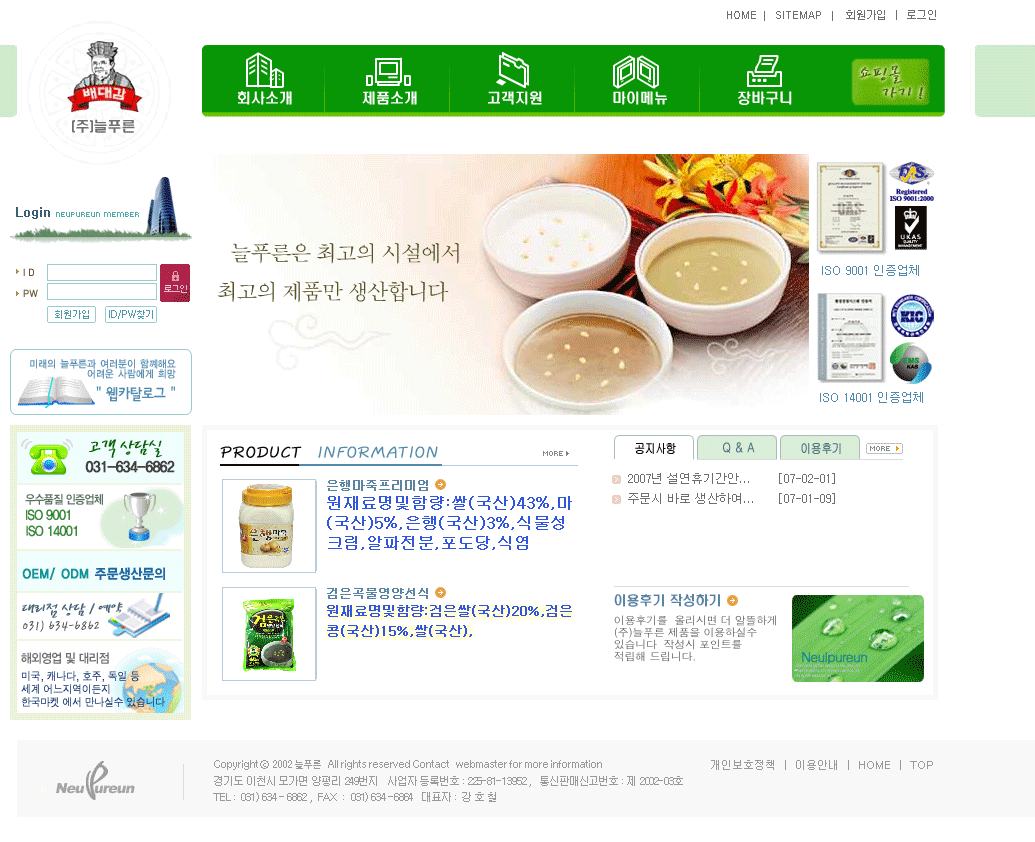 HOME | SITEMAP | 회원가입 | 로그인
배대감
[주]늘푸른
회사소개
제품소개
고객지원
마이메뉴
장바구니
쇼핑몰
가기!
Login NEUPUREUN MEMBER
ID
PW
로그인
회원가입
ID/PW찾기
미래의 늘푸른과 여러분이 함께해요
어려운 사람에게 희망
" 웹카탈로그 "
늘푸른은 최고의 시설에서
최고의 제품만 생산합니다
Registered
ISO 9001:2000
UKAS
QUALITY
MANAGEMENT
ISO 9001 인증업체
KIC
EMS
KAB
ISO 14001 인증업체
고객상담실
031-634-6862
우수품질 인증업체
ISO 9001
ISO 14001
OEM/ ODM 주문생산문의
대리점 상담 / 예약
031) 634-6862
해외영업 및 대리점
미국, 캐나다, 호주, 독일 등
세계 어느지역이든지
한국마켓 에서 만나실수 있습니다
PRODUCT INFORMATION
MORE
은행마죽프리미엄
원재료명및함량:쌀(국산)43%,마
(국산)5%,은행(국산)3%,식물성
크림,알파전분,포도당,식염
은행마죽
검은곡물영양선식
원재료명및함량:검은쌀(국산)20%,검은
콩(국산)15%,쌀(국산),
공지사항
Q & A
이용후기
MORE
2007년 설연휴기간안... [07-02-01]
주문시 바로 생산하여... [07-01-09]
이용후기 작성하기
이용후기를 올리시면 더 알뜰하게
(주)늘푸른 제품을 이용하실수
있습니다 작성시 포인트를
적립해 드립니다.
Neulpureun
NeuPureun
Copyright ⓒ 2002 늘푸른 All rights reserved Contact webmaster for more information
경기도 이천시 모가면 양평리 249번지 사업자 등록번호 : 225-81-13952 , 통신판매신고번호 : 제 2002-03호
TEL : 031) 634 - 6862 , FAX : 031) 634 -6864 대표자 : 강 호 철
개인보호정책 | 이용안내 | HOME | TOP